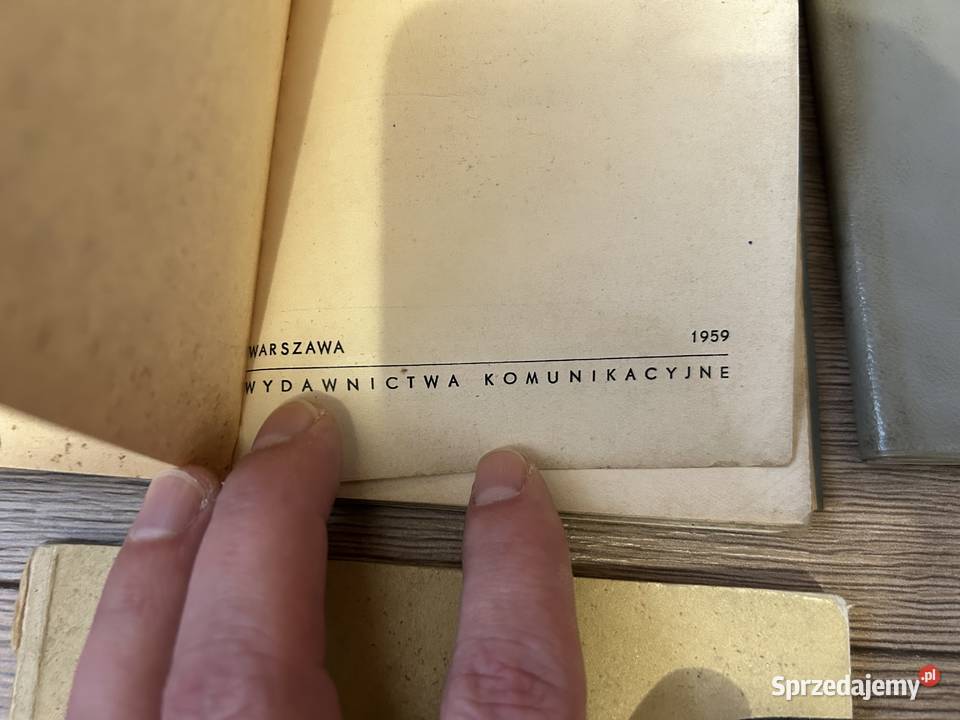 WARSZAWA 1959
WYDAWNICTWA KOMUNIKACYJNE
Sprzedajemy.pl